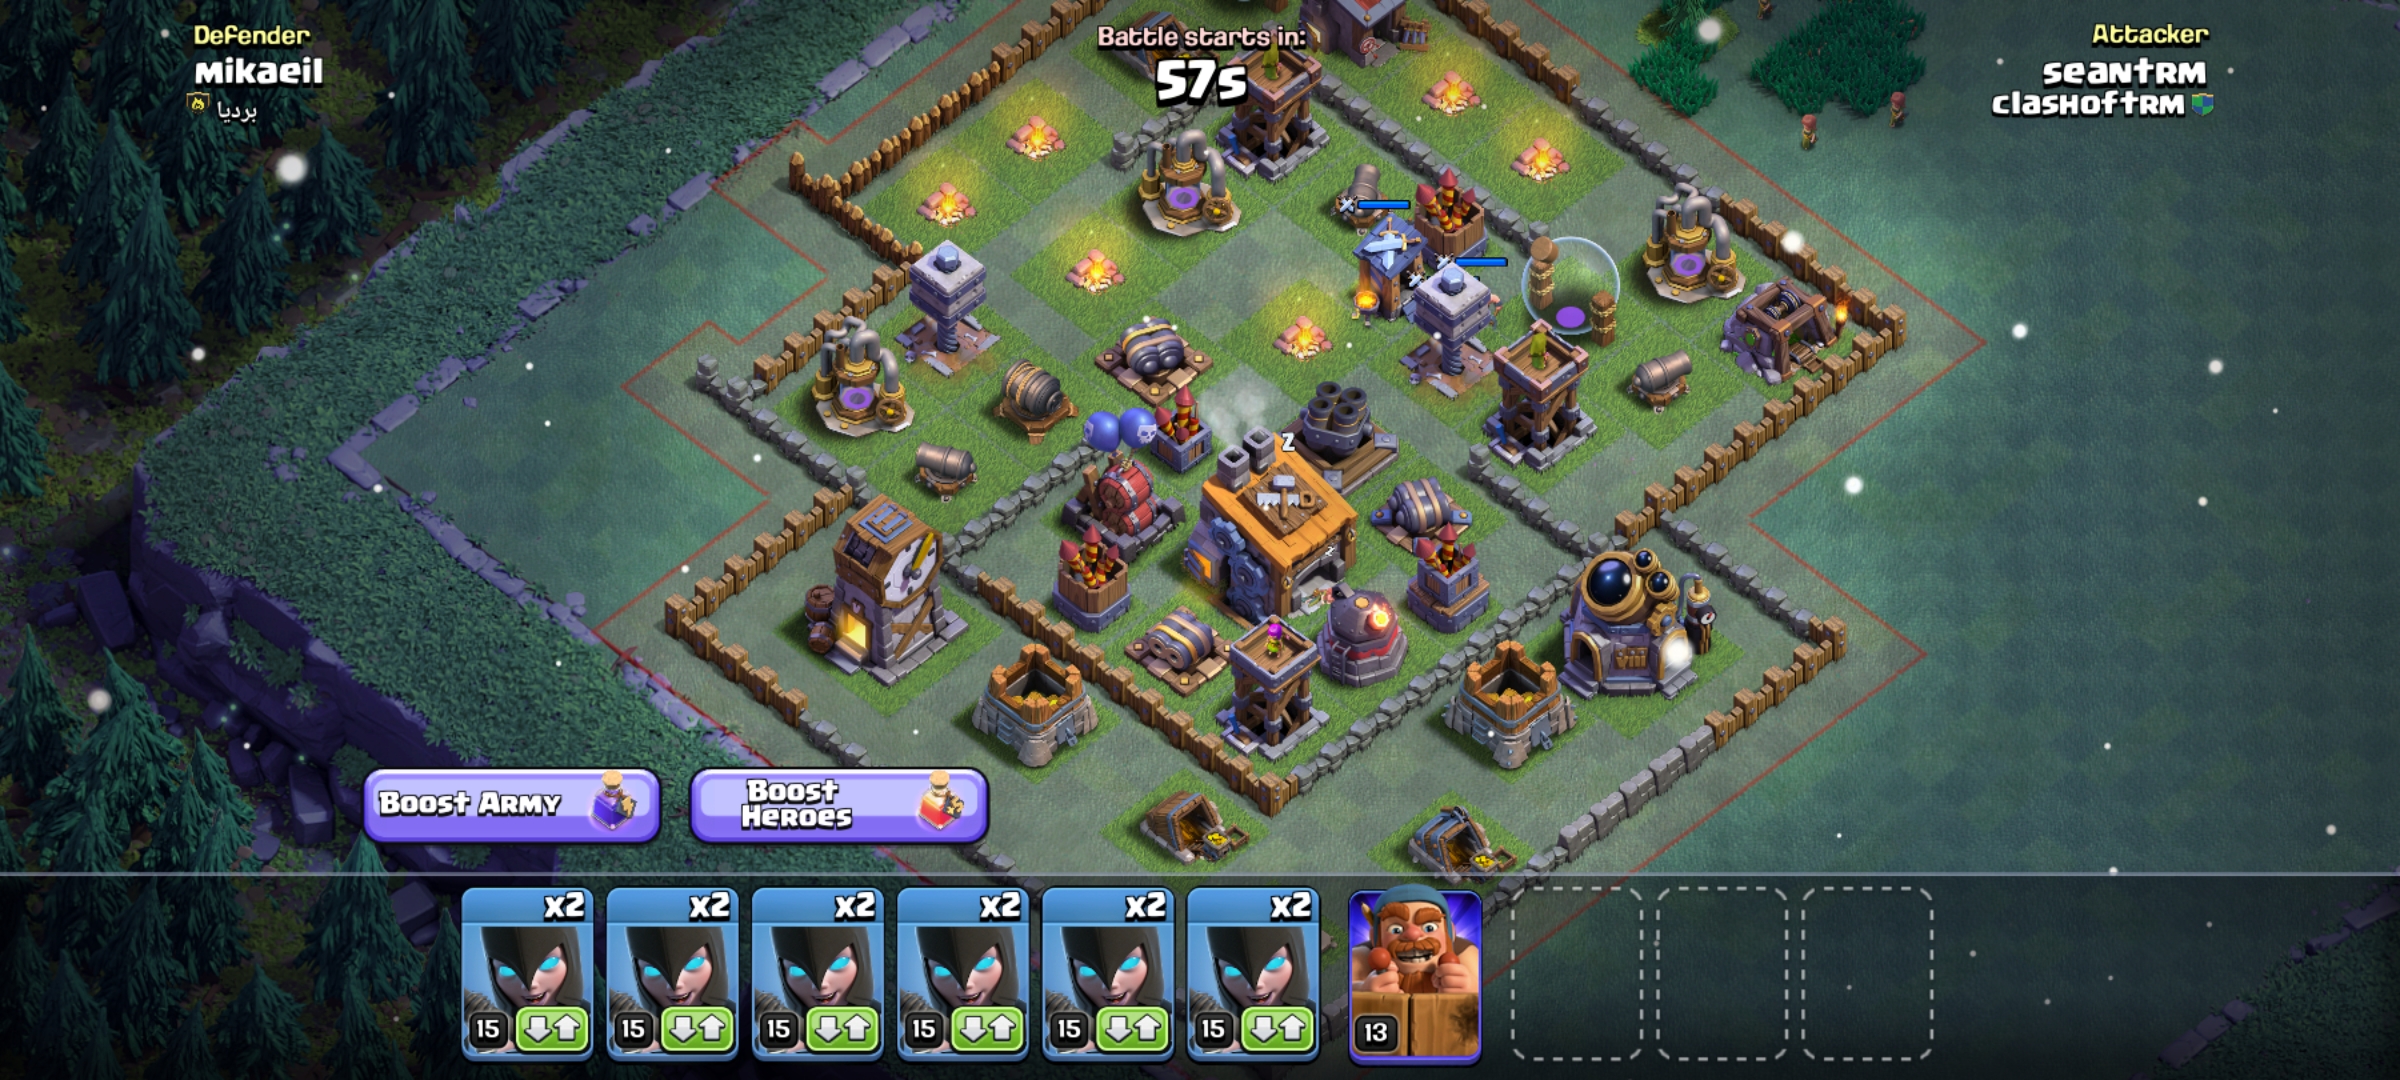 Defender
mikaeil
بردیا
Battle starts in:
57s
Attacker
seantRM
clashoftRM
z
z
VIII
Boost Army
Boost
Heroes
x2
x2
x2
x2
x2
x2
15
15
15
15
15
15
13